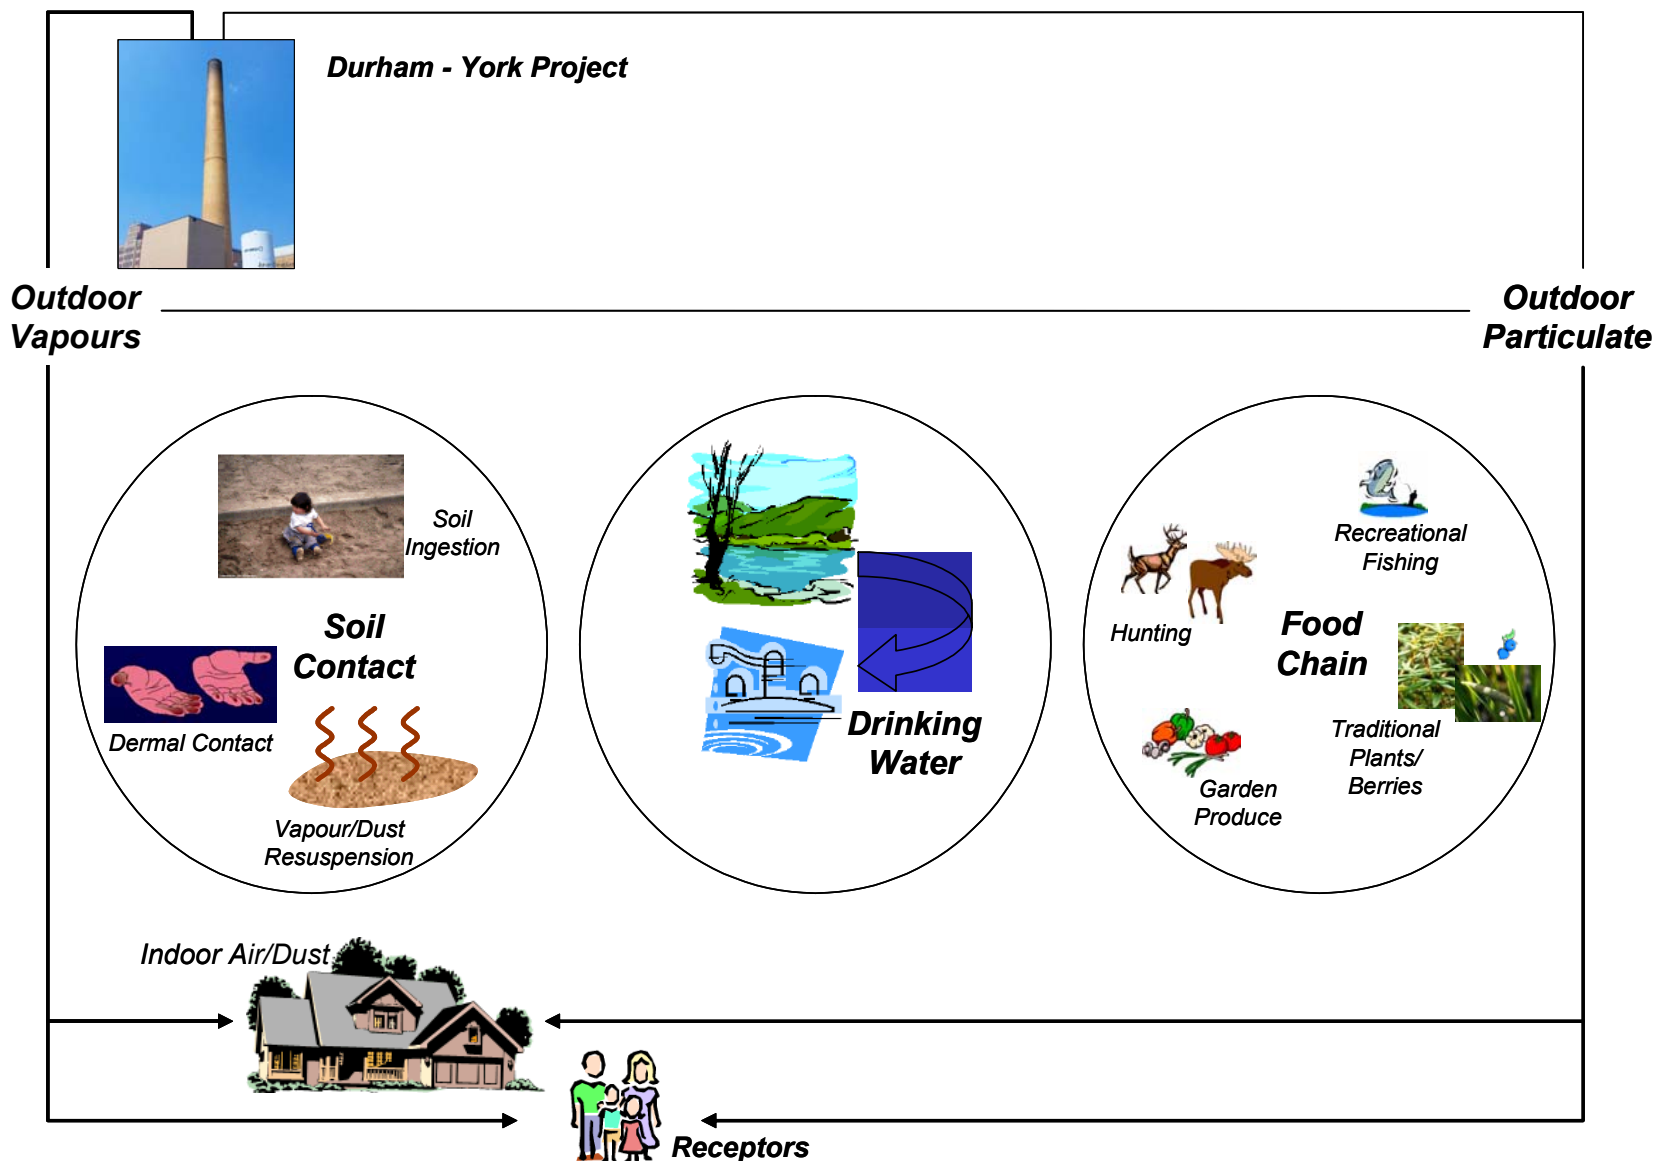 Durham - York Project
Outdoor
Vapours
Outdoor
Particulate
Soil
Ingestion
Soil
Contact
Dermal Contact
Vapour/Dust
Resuspension
Drinking
Water
Recreational
Fishing
Hunting
Food
Chain
Traditional
Plants/
Berries
Garden
Produce
Indoor Air/Dust
Receptors